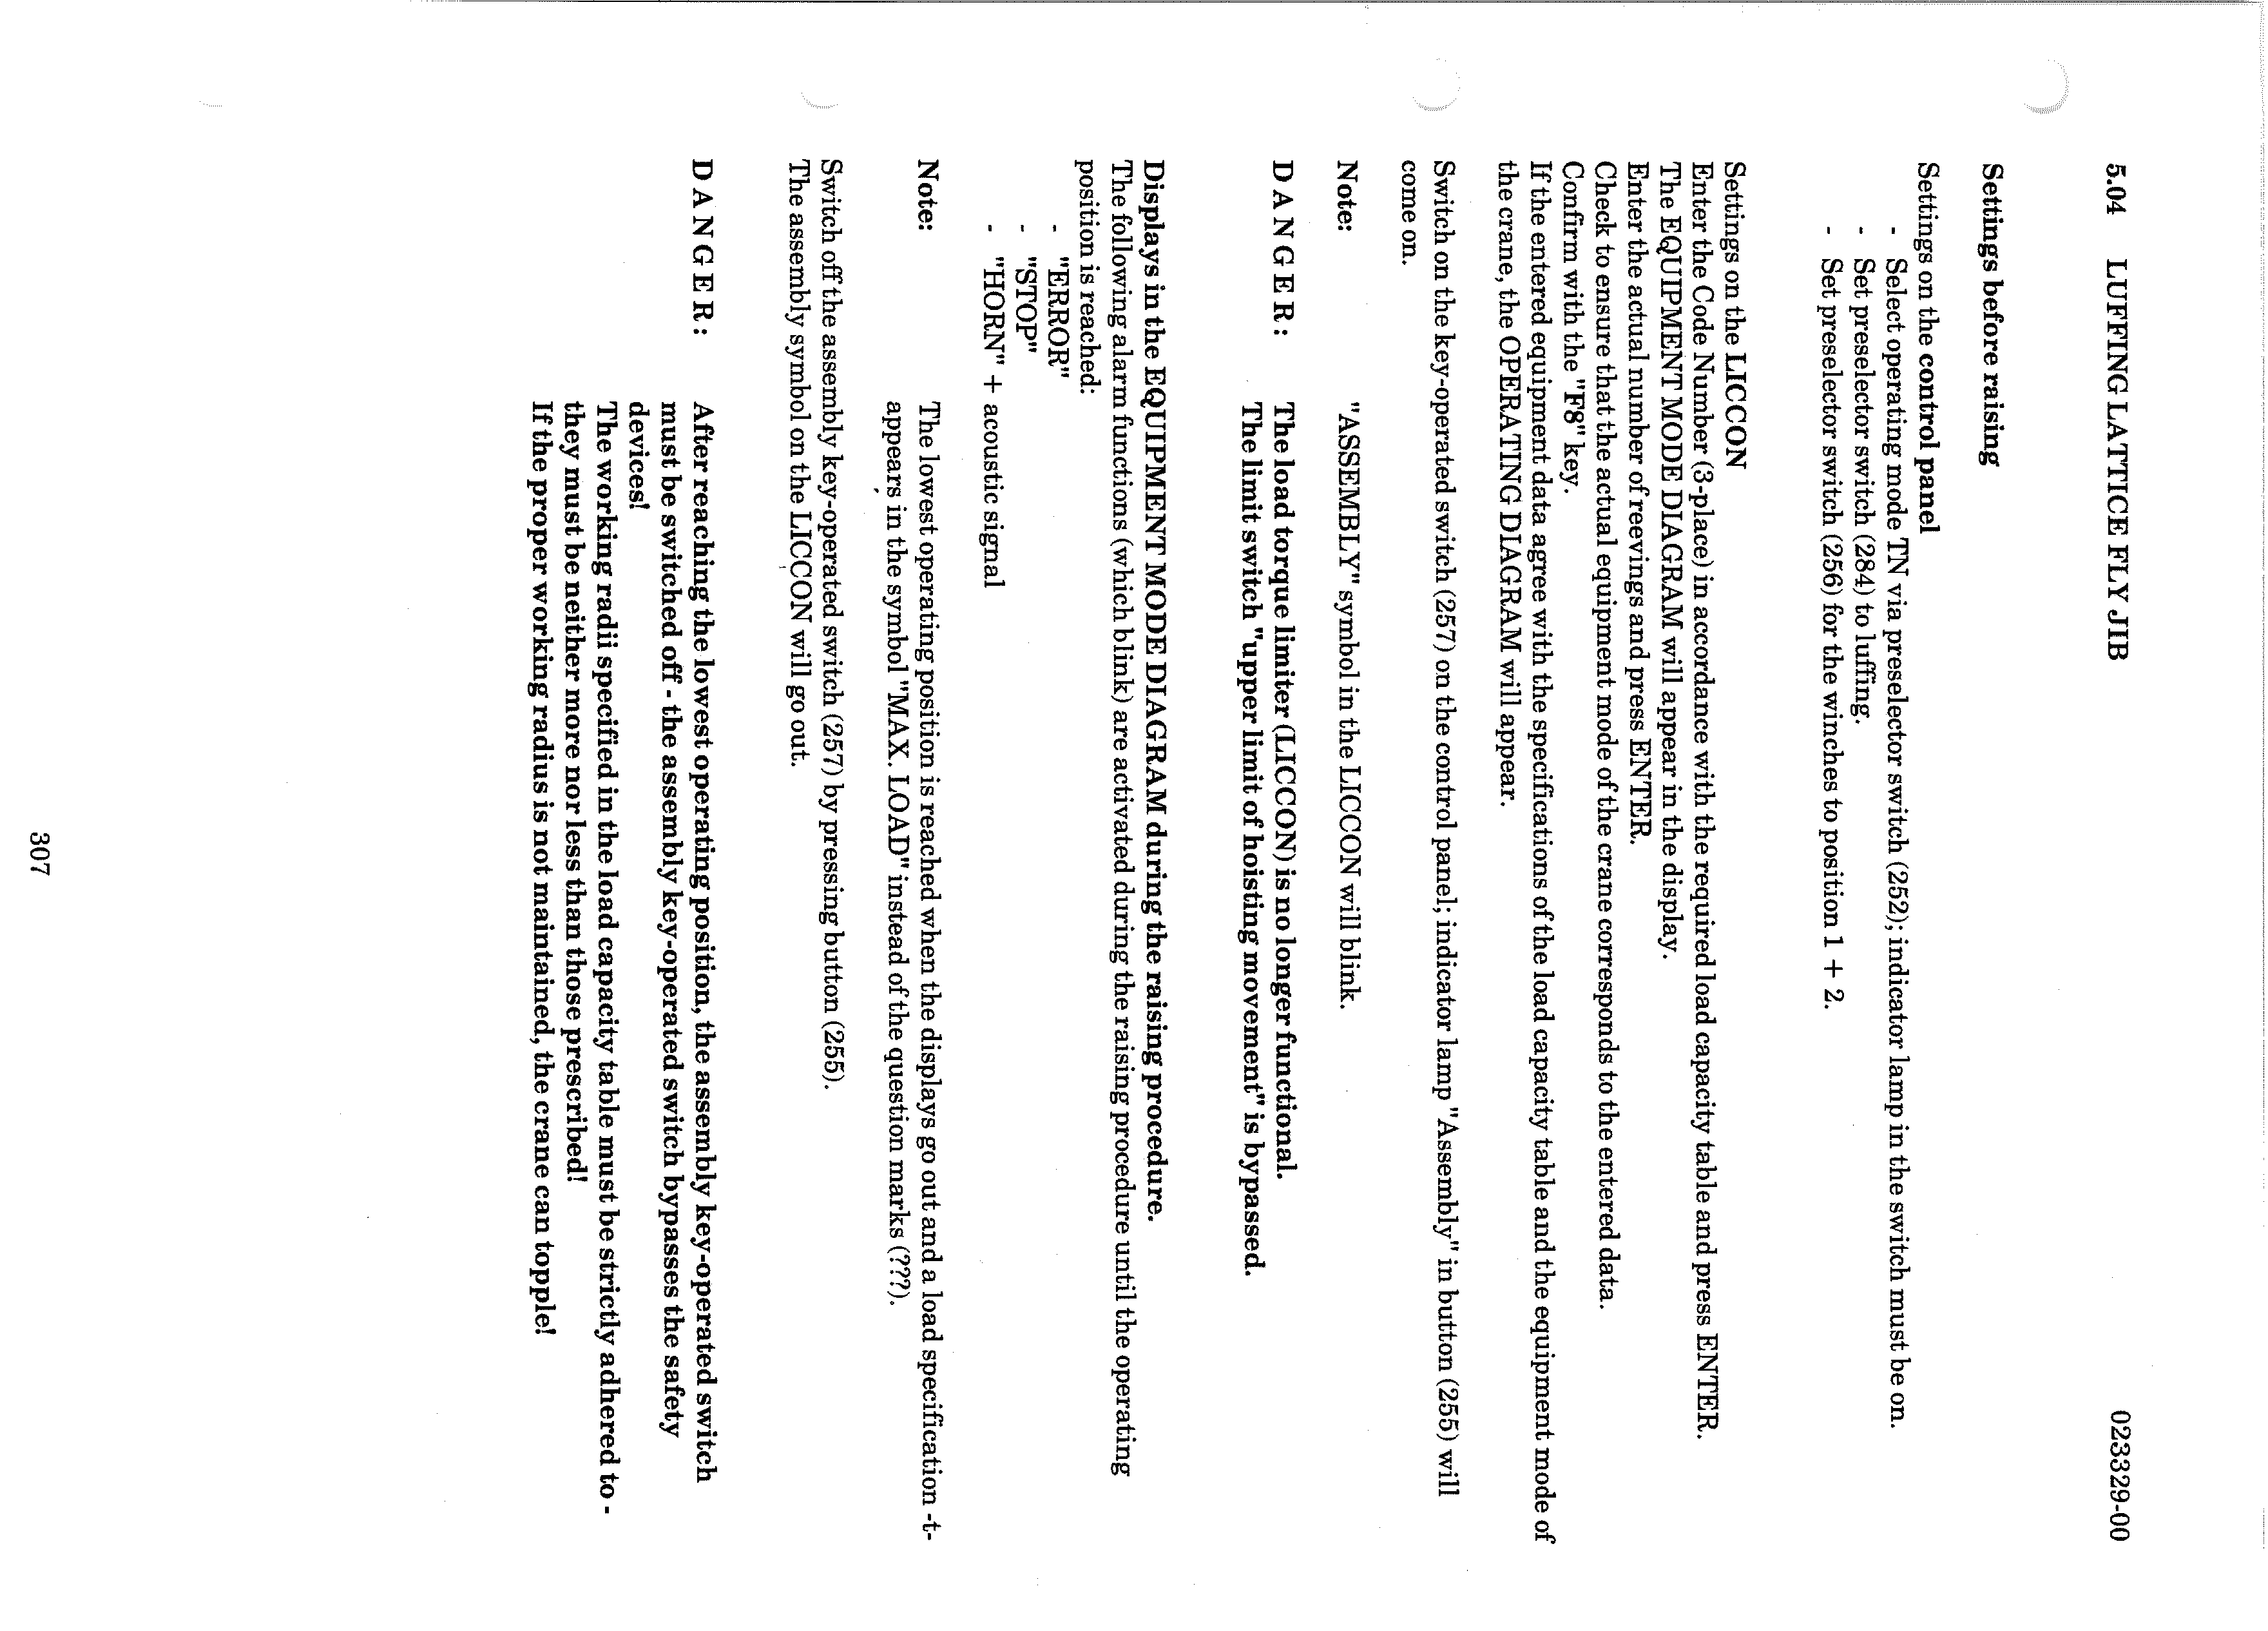 5.04 LUFFING LATTICE FLY JIB 023329-00
Settings before raising
Settings on the control panel
- Select operating mode TN via preselector switch (252); indicator lamp in the switch must be on.
- Set preselector switch (284) to luffing.
- Set preselector switch (256) for the winches to position 1 + 2.
Settings on the LICCON
Enter the Code Number (3-place) in accordance with the required load capacity table and press ENTER.
The EQUIPMENT MODE DIAGRAM will appear in the display.
Enter the actual number of reevings and press ENTER.
Check to ensure that the actual equipment mode of the crane corresponds to the entered data.
Confirm with the "F8" key.
If the entered equipment data agree with the specifications of the load capacity table and the equipment mode of
the crane, the OPERATING DIAGRAM will appear.
Switch on the key-operated switch (257) on the control panel; indicator lamp "Assembly" in button (255) will
come on.
Note: "ASSEMBLY" symbol in the LICCON will blink.
D A N G E R : The load torque limiter (LICCON) is no longer functional.
The limit switch "upper limit of hoisting movement" is bypassed.
Displays in the EQUIPMENT MODE DIAGRAM during the raising procedure.
The following alarm functions (which blink) are activated during the raising procedure until the operating
position is reached:
- "ERROR"
- "STOP"
- "HORN" + acoustic signal
Note: The lowest operating position is reached when the displays go out and a load specification -t-
appears in the symbol "MAX. LOAD" instead of the question marks (???).
Switch off the assembly key-operated switch (257) by pressing button (255).
The assembly symbol on the LICCON will go out.
D A N G E R : After reaching the lowest operating position, the assembly key-operated switch
must be switched off - the assembly key-operated switch bypasses the safety
devices!
The working radii specified in the load capacity table must be strictly adhered to -
they must be neither more nor less than those prescribed!
If the proper working radius is not maintained, the crane can topple!
307